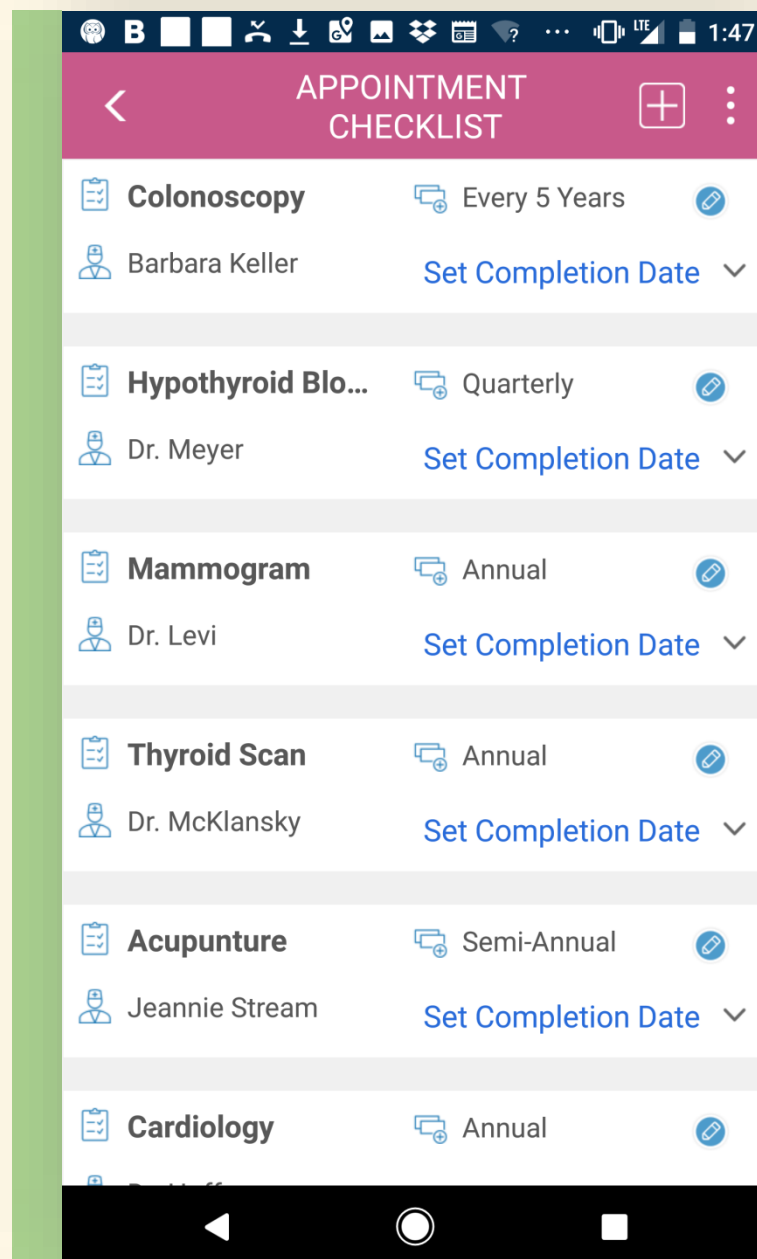 B LTE 1:47
APPOINTMENT
CHECKLIST
Colonoscopy Every 5 Years
Barbara Keller Set Completion Date
Hypothyroid Blo... Quarterly
Dr. Meyer Set Completion Date
Mammogram Annual
Dr. Levi Set Completion Date
Thyroid Scan Annual
Dr. McKlansky Set Completion Date
Acupunture Semi-Annual
Jeannie Stream Set Completion Date
Cardiology Annual